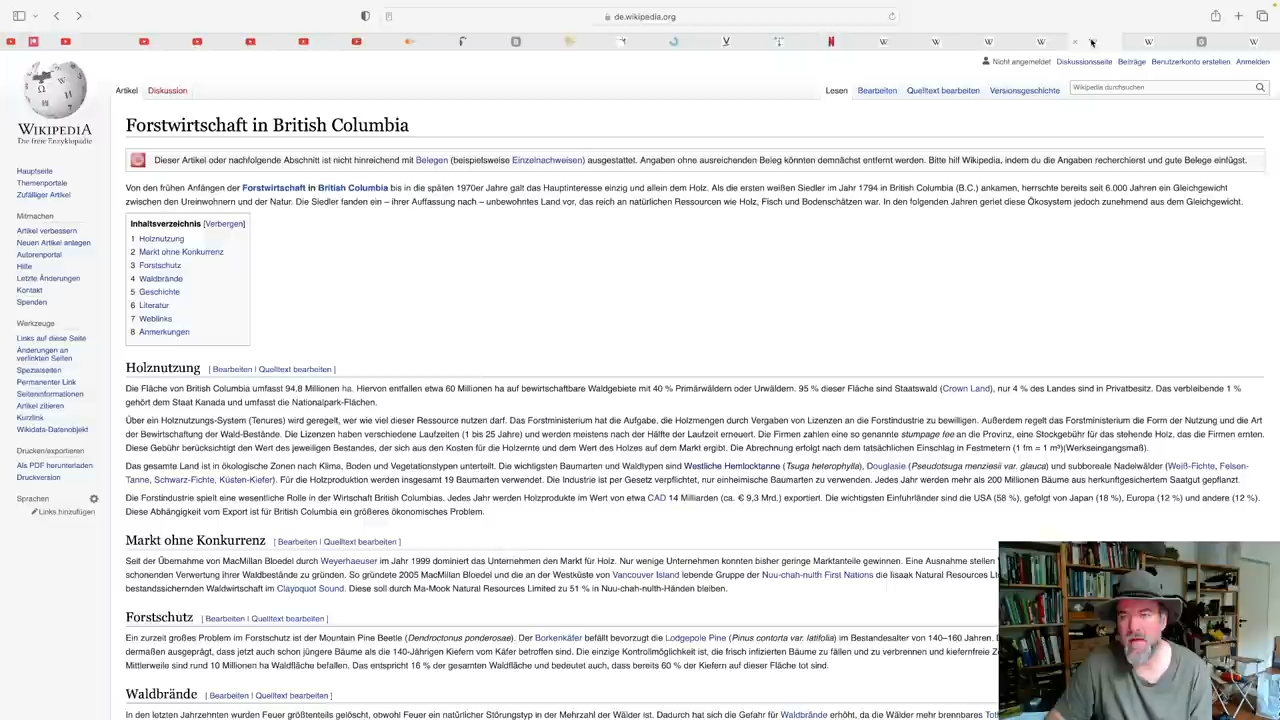 de.wikipedia.org
Nicht angemeldet Diskussionsseite Beiträge Benutzerkonto erstellen Anmelden
Artikel Diskussion Lesen Bearbeiten Quelltext bearbeiten Versionsgeschichte Wikipedia durchsuchen
WIKIPEDIA
Die freie Enzyklopädie
Hauptseite
Themenportale
Zufälliger Artikel
Mitmachen
Artikel verbessern
Neuen Artikel anlegen
Autorenportal
Hilfe
Letzte Änderungen
Kontakt
Spenden
Werkzeuge
Links auf diese Seite
Änderungen an
verlinkten Seiten
Spezialseiten
Permanenter Link
Seiteninformationen
Artikel zitieren
Kurzlink
Wikidata-Datenobjekt
Drucken/exportieren
Als PDF herunterladen
Druckversion
Sprachen
Links hinzufügen
Forstwirtschaft in British Columbia
Dieser Artikel oder nachfolgende Abschnitt ist nicht hinreichend mit Belegen (beispielsweise Einzelnachweisen) ausgestattet. Angaben ohne ausreichenden Beleg könnten demnächst entfernt werden. Bitte hilf Wikipedia, indem du die Angaben recherchierst und gute Belege einfügst.
Von den frühen Anfängen der Forstwirtschaft in British Columbia bis in die späten 1970er Jahre galt das Hauptinteresse einzig und allein dem Holz. Als die ersten weißen Siedler im Jahr 1794 in British Columbia (B.C.) ankamen, herrschte bereits seit 6.000 Jahren ein Gleichgewicht
zwischen den Ureinwohnern und der Natur. Die Siedler fanden ein – ihrer Auffassung nach – unbewohntes Land vor, das reich an natürlichen Ressourcen wie Holz, Fisch und Bodenschätzen war. In den folgenden Jahren geriet diese Ökosystem jedoch zunehmend aus dem Gleichgewicht.
Inhaltsverzeichnis [Verbergen]
1 Holznutzung
2 Markt ohne Konkurrenz
3 Forstschutz
4 Waldbrände
5 Geschichte
6 Literatur
7 Weblinks
8 Anmerkungen
Holznutzung [ Bearbeiten | Quelltext bearbeiten ]
Die Fläche von British Columbia umfasst 94.8 Millionen ha. Hiervon entfallen etwa 60 Millionen ha auf bewirtschaftbare Waldgebiete mit 40 % Primärwäldern oder Urwäldern. 95 % dieser Fläche sind Staatswald (Crown Land), nur 4 % des Landes sind in Privatbesitz. Das verbleibende 1 %
gehört dem Staat Kanada und umfasst die Nationalpark-Flächen.
Über ein Holznutzungs-System (Tenures) wird geregelt, wer wie viel dieser Ressource nutzen darf. Das Forstministerium hat die Aufgabe, die Holzmengen durch Vergaben von Lizenzen an die Forstindustrie zu bewilligen. Außerdem regelt das Forstministerium die Form der Nutzung und die Art
der Bewirtschaftung der Wald-Bestände. Die Lizenzen haben verschiedene Laufzeiten (1 bis 25 Jahre) und werden meistens nach der Hälfte der Laufzeit erneuert. Die Firmen zahlen eine so genannte stumpage fee an die Provinz, eine Stockgebühr für das stehende Holz, das die Firmen ernten.
Diese Gebühr berücksichtigt den Wert des jeweiligen Bestandes, der sich aus den Kosten für die Holzernte und dem Wert des Holzes auf dem Markt ergibt. Die Abrechnung erfolgt nach dem tatsächlichen Einschlag in Festmetern (1 fm = 1 m³)(Werkseingangsmaß).
Das gesamte Land ist in ökologische Zonen nach Klima, Boden und Vegetationstypen unterteilt. Die wichtigsten Baumarten und Waldtypen sind Westliche Hemlocktanne (Tsuga heterophylla), Douglasie (Pseudotsuga menziesii var. glauca) und subboreale Nadelwälder (Weiß-Fichte, Felsen-
Tanne, Schwarz-Fichte, Küsten-Kiefer). Für die Holzproduktion werden insgesamt 19 Baumarten verwendet. Die Industrie ist per Gesetz verpflichtet, nur einheimische Baumarten zu verwenden. Jedes Jahr werden mehr als 200 Millionen Bäume aus herkunftsgesichertem Saatgut gepflanzt.
Die Forstindustrie spielt eine wesentliche Rolle in der Wirtschaft British Columbias. Jedes Jahr werden Holzprodukte im Wert von etwa CAD 14 Milliarden (ca. € 9,3 Mrd.) exportiert. Die wichtigsten Einfuhrländer sind die USA (58 %), gefolgt von Japan (18 %), Europa (12 %) und andere (12 %).
Diese Abhängigkeit vom Export ist für British Columbia ein größeres ökonomisches Problem.
Markt ohne Konkurrenz [ Bearbeiten | Quelltext bearbeiten ]
Seit der Übernahme von MacMillan Bloedel durch Weyerhaeuser im Jahr 1999 dominiert das Unternehmen den Markt für Holz. Nur wenige Unternehmen konnten bisher geringe Marktanteile gewinnen. Eine Ausnahme stellen
schonenden Verwertung ihrer Waldbestände zu gründen. So gründete 2005 MacMillan Bloedel und die an der Westküste von Vancouver Island lebende Gruppe der Nuu-chah-nulth First Nations die Iisaak Natural Resources
bestandssichernden Waldwirtschaft im Clayoquot Sound. Diese soll durch Ma-Mook Natural Resources Limited zu 51 % in Nuu-chah-nulth-Händen bleiben.
Forstschutz [ Bearbeiten | Quelltext bearbeiten ]
Ein zurzeit großes Problem im Forstschutz ist der Mountain Pine Beetle (Dendroctonus ponderosae). Der Borkenkäfer befällt bevorzugt die Lodgepole Pine (Pinus contorta var. latifolia) im Bestandesalter von 140–160 Jahren.
dermaßen ausgeprägt, dass jetzt auch schon jüngere Bäume als die 140-Jährigen Kiefern vom Käfer betroffen sind. Die einzige Kontrollmöglichkeit ist, die frisch infizierten Bäume zu fällen und zu verbrennen und kiefernfreie
Mittlerweile sind rund 10 Millionen ha Waldfläche befallen. Das entspricht 16 % der gesamten Waldfläche und bedeutet auch, dass bereits 60 % der Kiefern auf dieser Fläche tot sind.
Waldbrände [ Bearbeiten | Quelltext bearbeiten ]
In den letzten Jahrzehnten wurden Feuer größtenteils gelöscht, obwohl Feuer ein natürlicher Störungstyp in der Mehrzahl der Wälder ist. Dadurch hat sich die Gefahr für Waldbrände erhöht, da die Wälder mehr brennbares